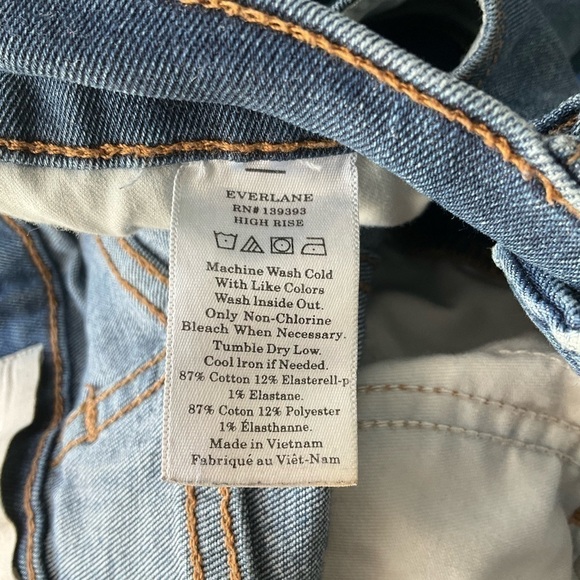 EVERLANE
RN# 139393
HIGH RISE
Machine Wash Cold
With Like Colors
Wash Inside Out.
Only Non-Chlorine
Bleach When Necessary.
Tumble Dry Low.
Cool Iron if Needed.
87% Cotton 12% Elasterell-p
1% Elastane.
87% Coton 12% Polyester
1% Élasthanne.
Made in Vietnam
Fabriqué au Viêt-Nam